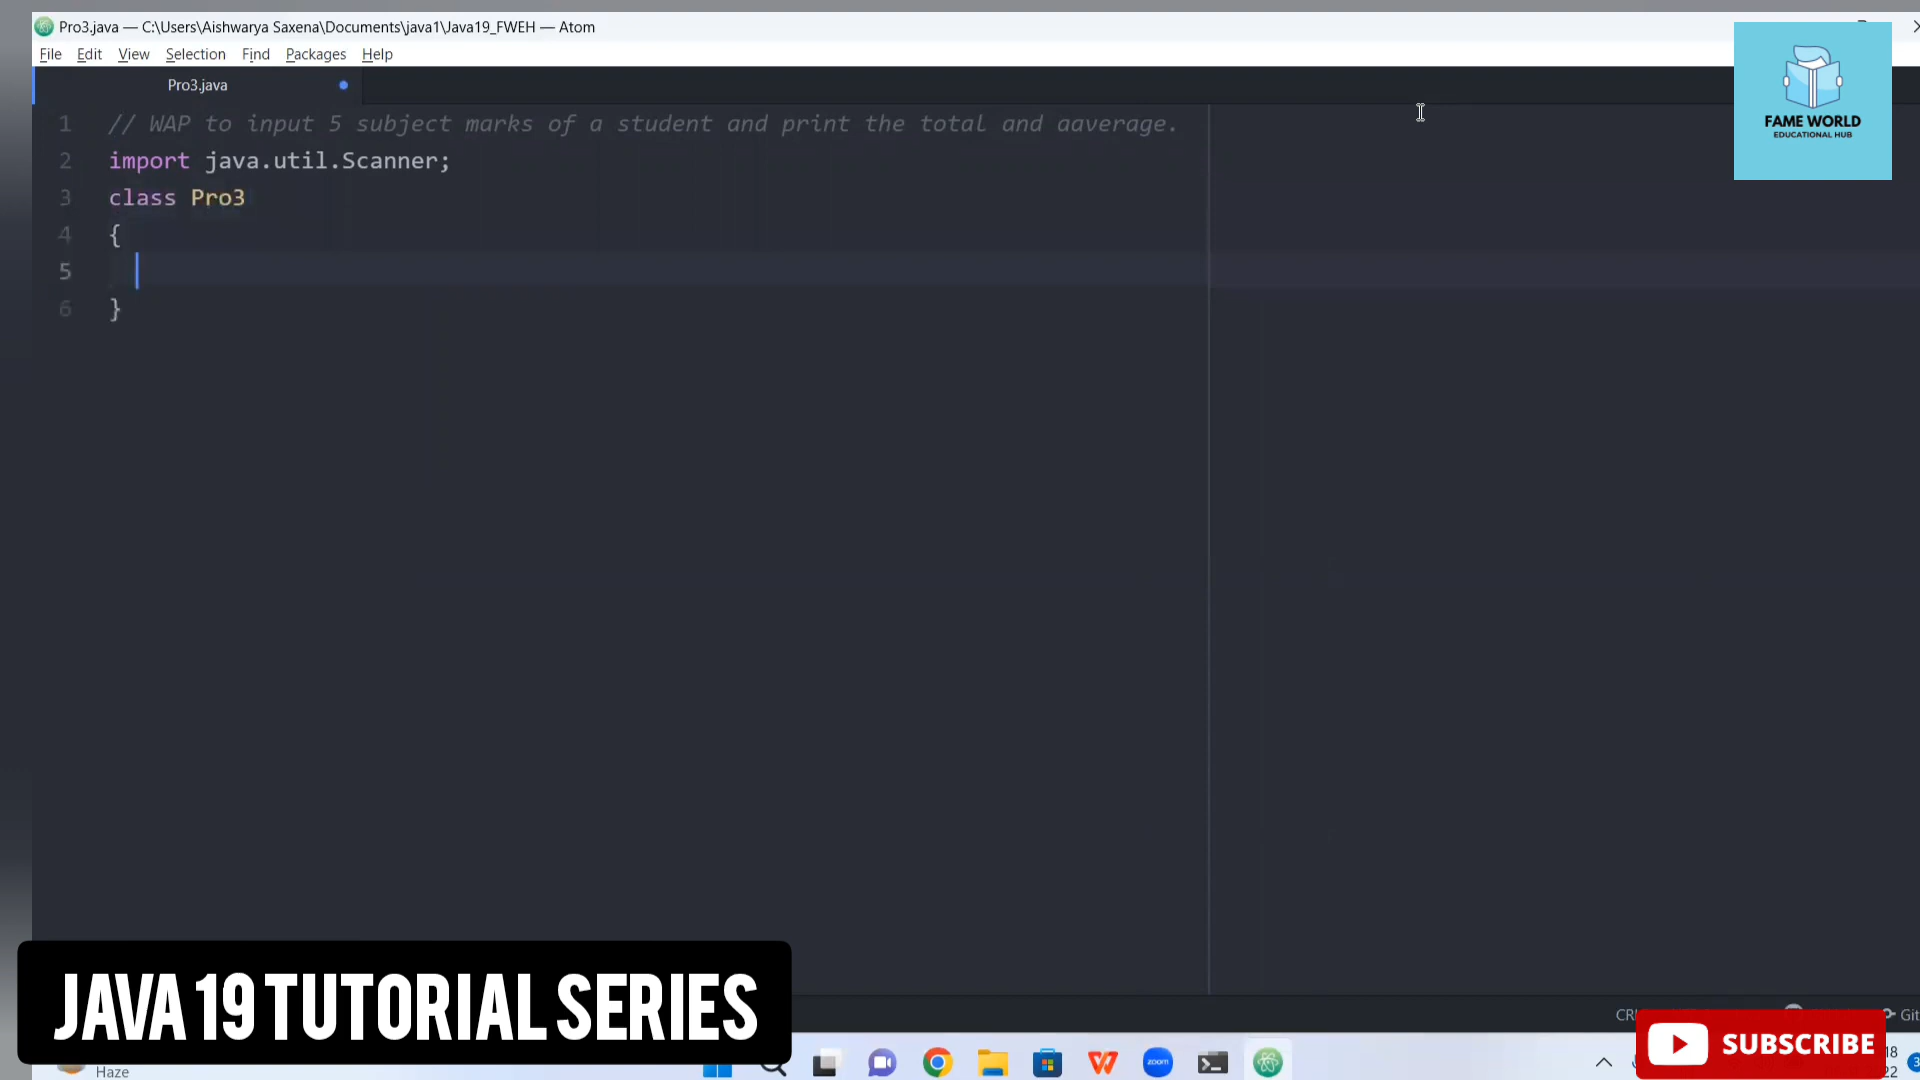 Pro3.java — C:\Users\Aishwarya Saxena\Documents\java1\Java19_FWEH — Atom
File Edit View Selection Find Packages Help
Pro3.java
FAME WORLD
EDUCATIONAL HUB
1 // WAP to input 5 subject marks of a student and print the total and aaverage.
2 import java.util.Scanner;
3 class Pro3
4 {
5
6 }
JAVA 19 TUTORIAL SERIES
Git
SUBSCRIBE
zoom
Haze